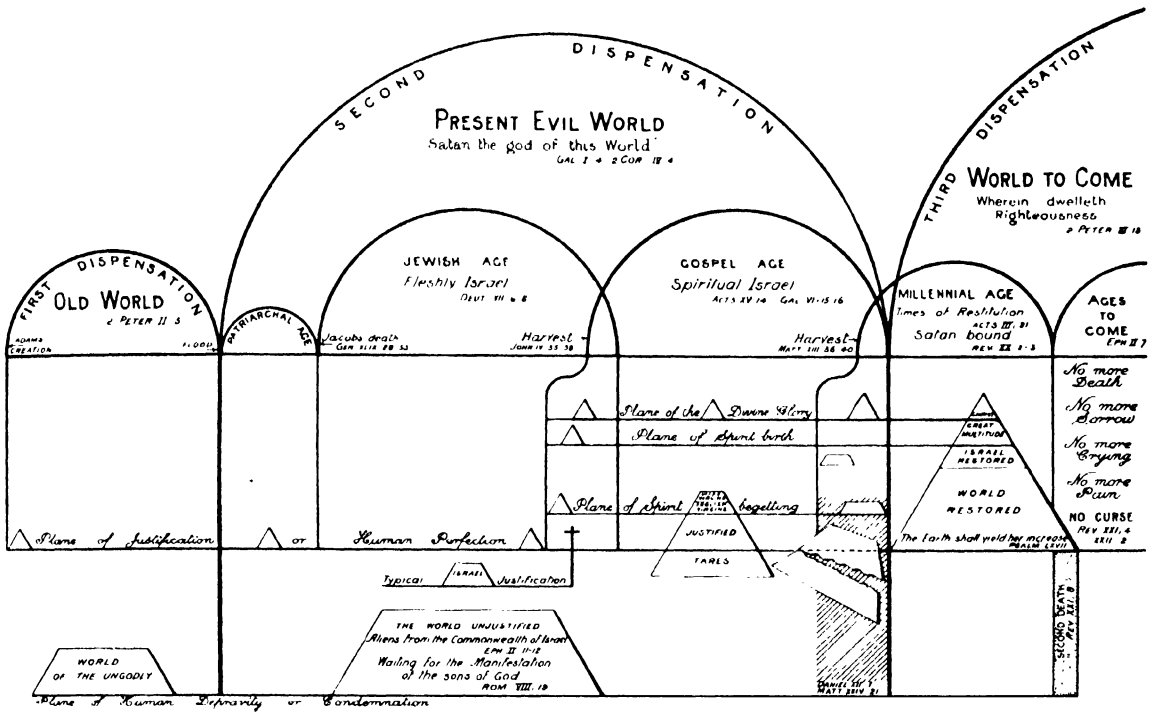 SECOND DISPENSATION
PRESENT EVIL WORLD
Satan the god of this World
GAL I 4 2 COR IV 4
THIRD DISPENSATION
WORLD TO COME
Wherein dwelleth
Righteousness
2 PETER III 13
FIRST DISPENSATION
OLD WORLD
2 PETER II 5
ADAMS
CREATION
FLOOD
PATRIARCHAL AGE
JEWISH AGE
Fleshly Israel
DEUT VII 6 8
Jacobs death
GEN XLIX 28 33
Harvest
JOHN IV 35 38
GOSPEL AGE
Spiritual Israel
ACTS XV 14 GAL VI-15 16
Harvest
MATT XIII 36 40
MILLENNIAL AGE
Times of Restitution
ACTS III. 21
Satan bound
REV XX 2-3
AGES
TO
COME
EPH II 7
No more
Death
No more
Sorrow
No more
Crying
No more
Pain
NO CURSE
REV XXI, 4
XXII 2
Plane of the Divine Glory
Plane of Spirit birth
Plane of Spirit begetting
Plane of Justification or Human Perfection
GREAT
MULTITUDE
ISRAEL
RESTORED
WORLD
RESTORED
The Earth shall yield her increase
PSALM LXVII
JUSTIFIED
TARES
Typical ISRAEL Justification
THE WORLD UNJUSTIFIED
Aliens from the Commonwealth of Israel
EPH II 11-12
Waiting for the Manifestation
of the sons of God
ROM VIII. 19
WORLD
OF THE UNGODLY
SECOND DEATH
REV XXI. 8
DANIEL XII 1
MATT XXIV 21
Plane of Human Depravity or Condemnation